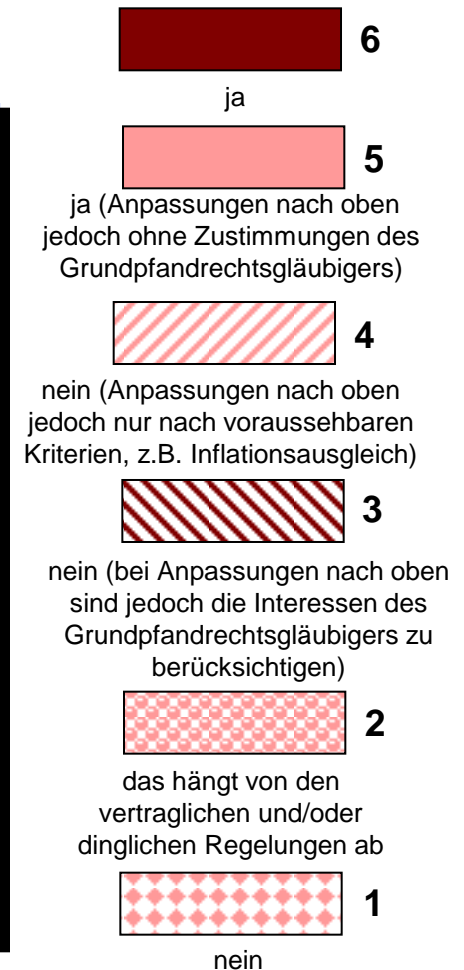 6
ja
5
ja (Anpassungen nach oben
jedoch ohne Zustimmungen des
Grundpfandrechtsgläubigers)
4
nein (Anpassungen nach oben
jedoch nur nach voraussehbaren
Kriterien, z.B. Inflationsausgleich)
3
nein (bei Anpassungen nach oben
sind jedoch die Interessen des
Grundpfandrechtsgläubigers zu
berücksichtigen)
2
das hängt von den
vertraglichen und/oder
dinglichen Regelungen ab
1
nein